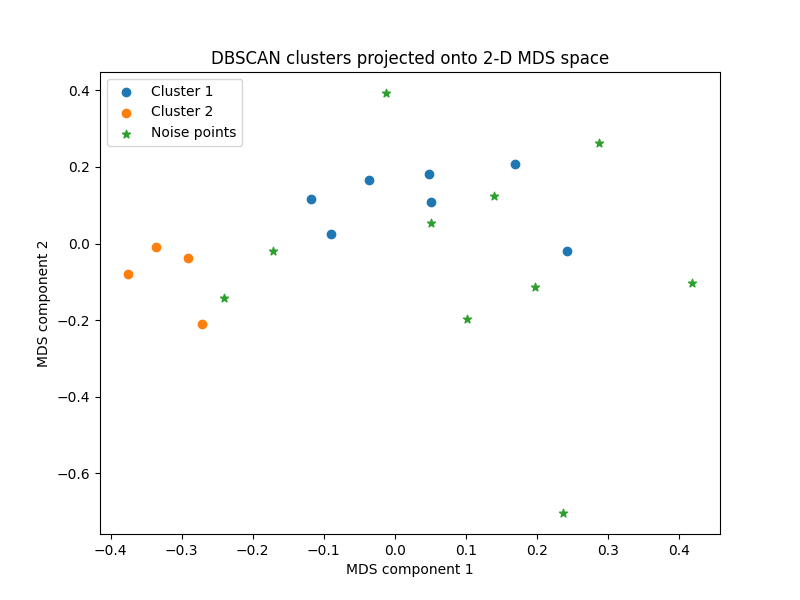 DBSCAN clusters projected onto 2-D MDS space
Cluster 1
Cluster 2
Noise points
0.4
0.2
0.0
−0.2
−0.4
−0.6
MDS component 2
−0.4 −0.3 −0.2 −0.1 0.0 0.1 0.2 0.3 0.4
MDS component 1